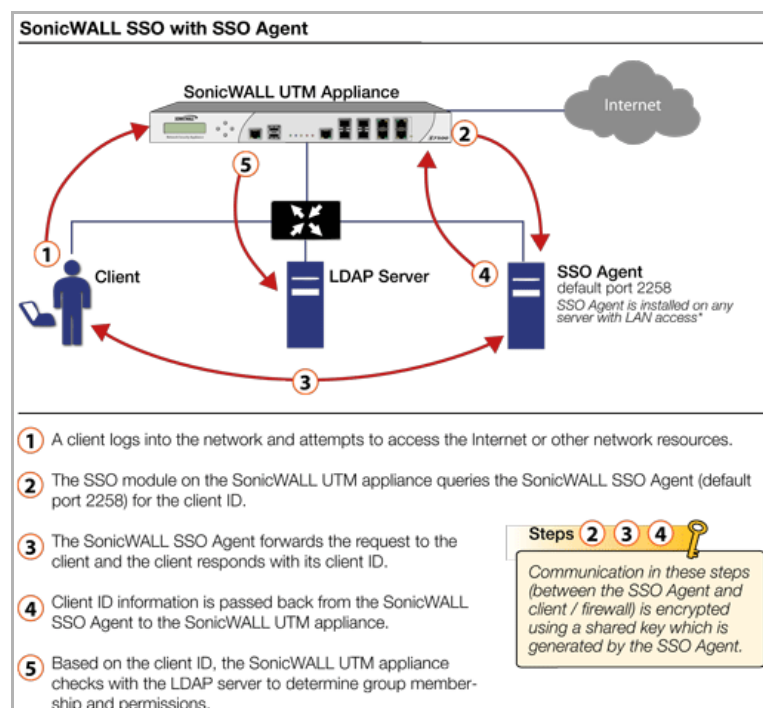 SonicWALL SSO with SSO Agent
SonicWALL UTM Appliance
Internet
2
5
1
Client
LDAP Server
4
SSO Agent
default port 2258
SSO Agent is installed on any
server with LAN access*
3
1 A client logs into the network and attempts to access the Internet or other network resources.
2 The SSO module on the SonicWALL UTM appliance queries the SonicWALL SSO Agent (default
port 2258) for the client ID.
3 The SonicWALL SSO Agent forwards the request to the
client and the client responds with its client ID.
4 Client ID information is passed back from the SonicWALL
SSO Agent to the SonicWALL UTM appliance.
5 Based on the client ID, the SonicWALL UTM appliance
checks with the LDAP server to determine group member-
ship and permissions.
Steps 2 3 4
Communication in these steps
(between the SSO Agent and
client / firewall) is encrypted
using a shared key which is
generated by the SSO Agent.